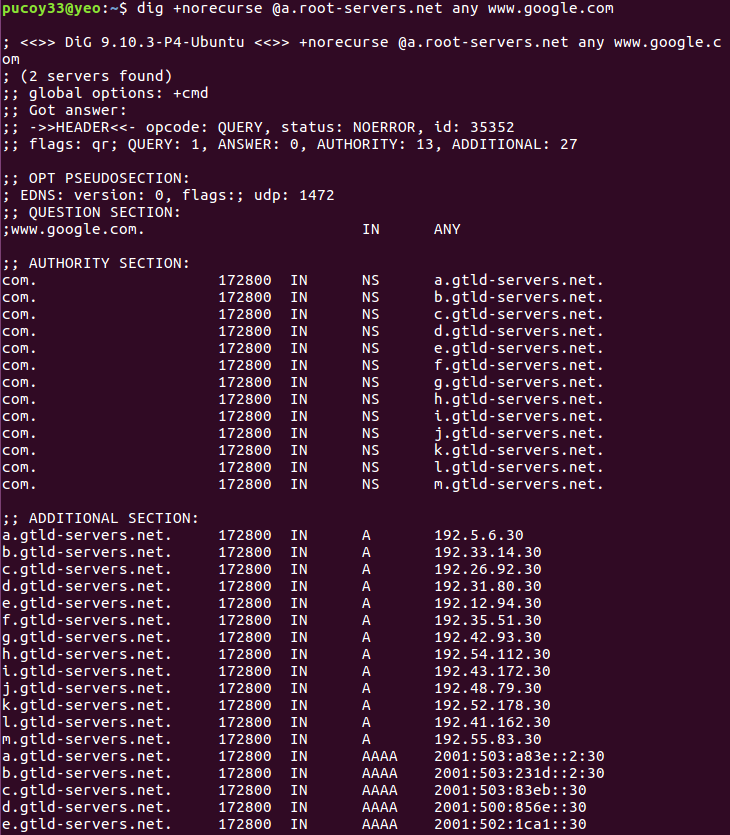 pucoy33@yeo:~$ dig +norecurse @a.root-servers.net any www.google.com
; <<>> DiG 9.10.3-P4-Ubuntu <<>> +norecurse @a.root-servers.net any www.google.c
om
; (2 servers found)
;; global options: +cmd
;; Got answer:
;; ->>HEADER<<- opcode: QUERY, status: NOERROR, id: 35352
;; flags: qr; QUERY: 1, ANSWER: 0, AUTHORITY: 13, ADDITIONAL: 27
;; OPT PSEUDOSECTION:
; EDNS: version: 0, flags:; udp: 1472
;; QUESTION SECTION:
;www.google.com. IN ANY
;; AUTHORITY SECTION:
com. 172800 IN NS a.gtld-servers.net.
com. 172800 IN NS b.gtld-servers.net.
com. 172800 IN NS c.gtld-servers.net.
com. 172800 IN NS d.gtld-servers.net.
com. 172800 IN NS e.gtld-servers.net.
com. 172800 IN NS f.gtld-servers.net.
com. 172800 IN NS g.gtld-servers.net.
com. 172800 IN NS h.gtld-servers.net.
com. 172800 IN NS i.gtld-servers.net.
com. 172800 IN NS j.gtld-servers.net.
com. 172800 IN NS k.gtld-servers.net.
com. 172800 IN NS l.gtld-servers.net.
com. 172800 IN NS m.gtld-servers.net.
;; ADDITIONAL SECTION:
a.gtld-servers.net. 172800 IN A 192.5.6.30
b.gtld-servers.net. 172800 IN A 192.33.14.30
c.gtld-servers.net. 172800 IN A 192.26.92.30
d.gtld-servers.net. 172800 IN A 192.31.80.30
e.gtld-servers.net. 172800 IN A 192.12.94.30
f.gtld-servers.net. 172800 IN A 192.35.51.30
g.gtld-servers.net. 172800 IN A 192.42.93.30
h.gtld-servers.net. 172800 IN A 192.54.112.30
i.gtld-servers.net. 172800 IN A 192.43.172.30
j.gtld-servers.net. 172800 IN A 192.48.79.30
k.gtld-servers.net. 172800 IN A 192.52.178.30
l.gtld-servers.net. 172800 IN A 192.41.162.30
m.gtld-servers.net. 172800 IN A 192.55.83.30
a.gtld-servers.net. 172800 IN AAAA 2001:503:a83e::2:30
b.gtld-servers.net. 172800 IN AAAA 2001:503:231d::2:30
c.gtld-servers.net. 172800 IN AAAA 2001:503:83eb::30
d.gtld-servers.net. 172800 IN AAAA 2001:500:856e::30
e.gtld-servers.net. 172800 IN AAAA 2001:502:1ca1::30